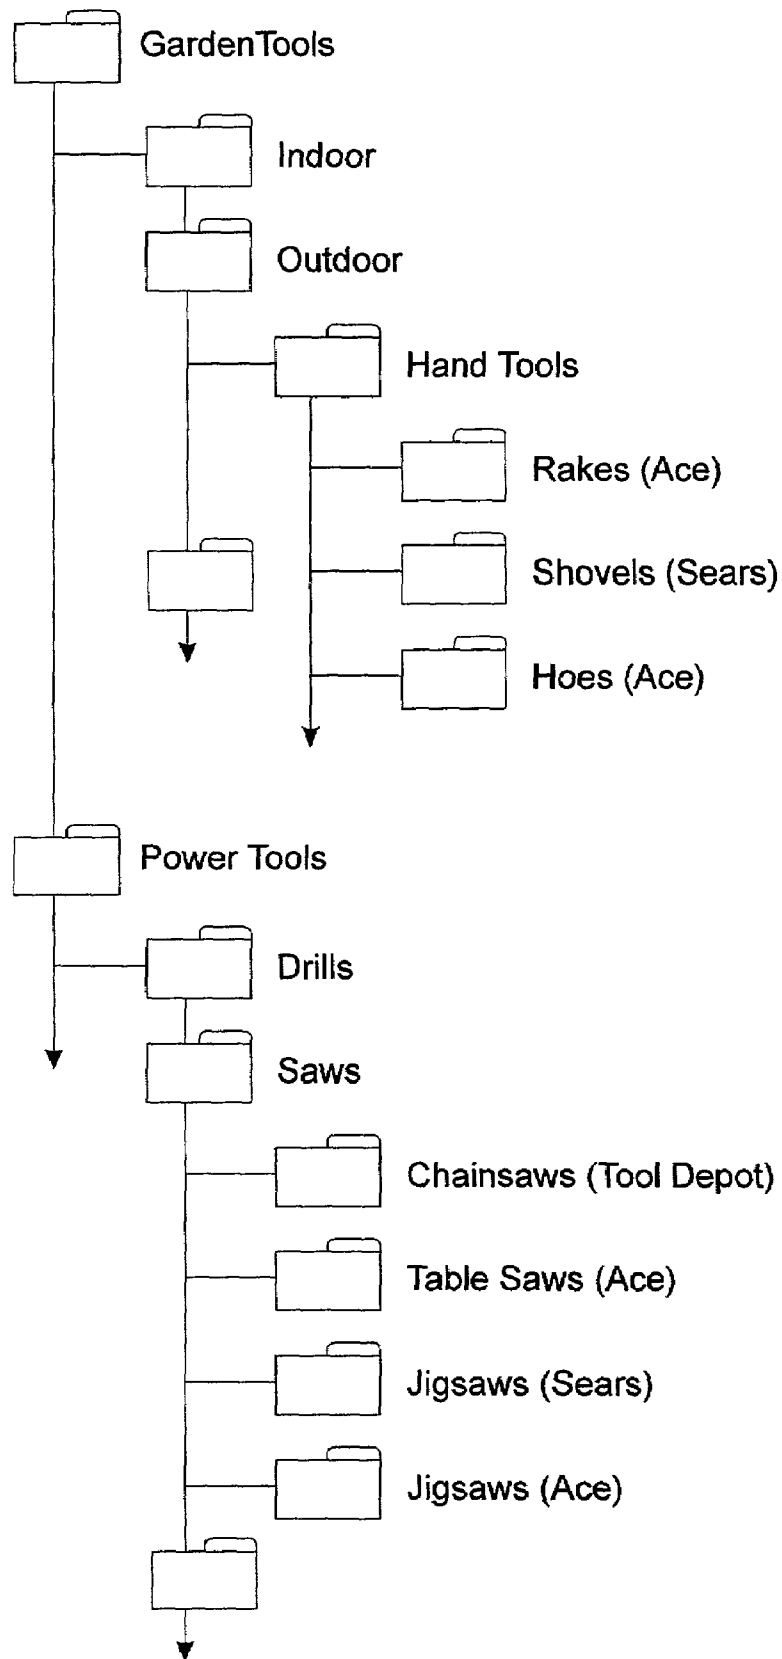 GardenTools
Indoor
Outdoor
Hand Tools
Rakes (Ace)
Shovels (Sears)
Hoes (Ace)
Power Tools
Drills
Saws
Chainsaws (Tool Depot)
Table Saws (Ace)
Jigsaws (Sears)
Jigsaws (Ace)